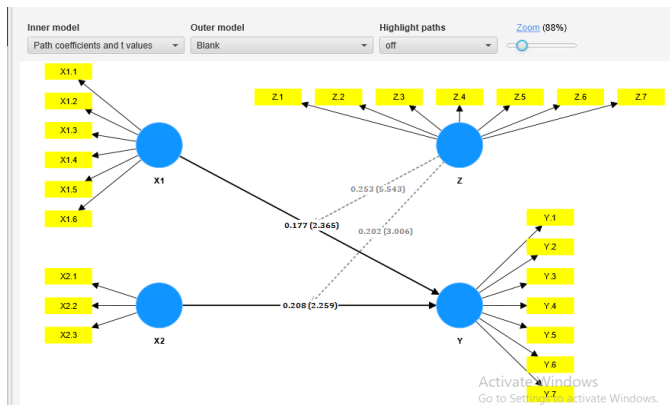 Inner model Outer model Highlight paths Zoom (88%)
Path coefficients and t values Blank off
X1.1
X1.2
X1.3
X1.4
X1.5
X1.6
X1
Z.1 Z.2 Z.3 Z.4 Z.5 Z.6 Z.7
Z
0.253 (5.543)
0.202 (3.006)
0.177 (2.365)
X2.1
X2.2
X2.3
X2
0.208 (2.259)
Y.1
Y.2
Y.3
Y.4
Y.5
Y.6
Y.7
Y
Activate Windows
Go to Settings to activate Windows.